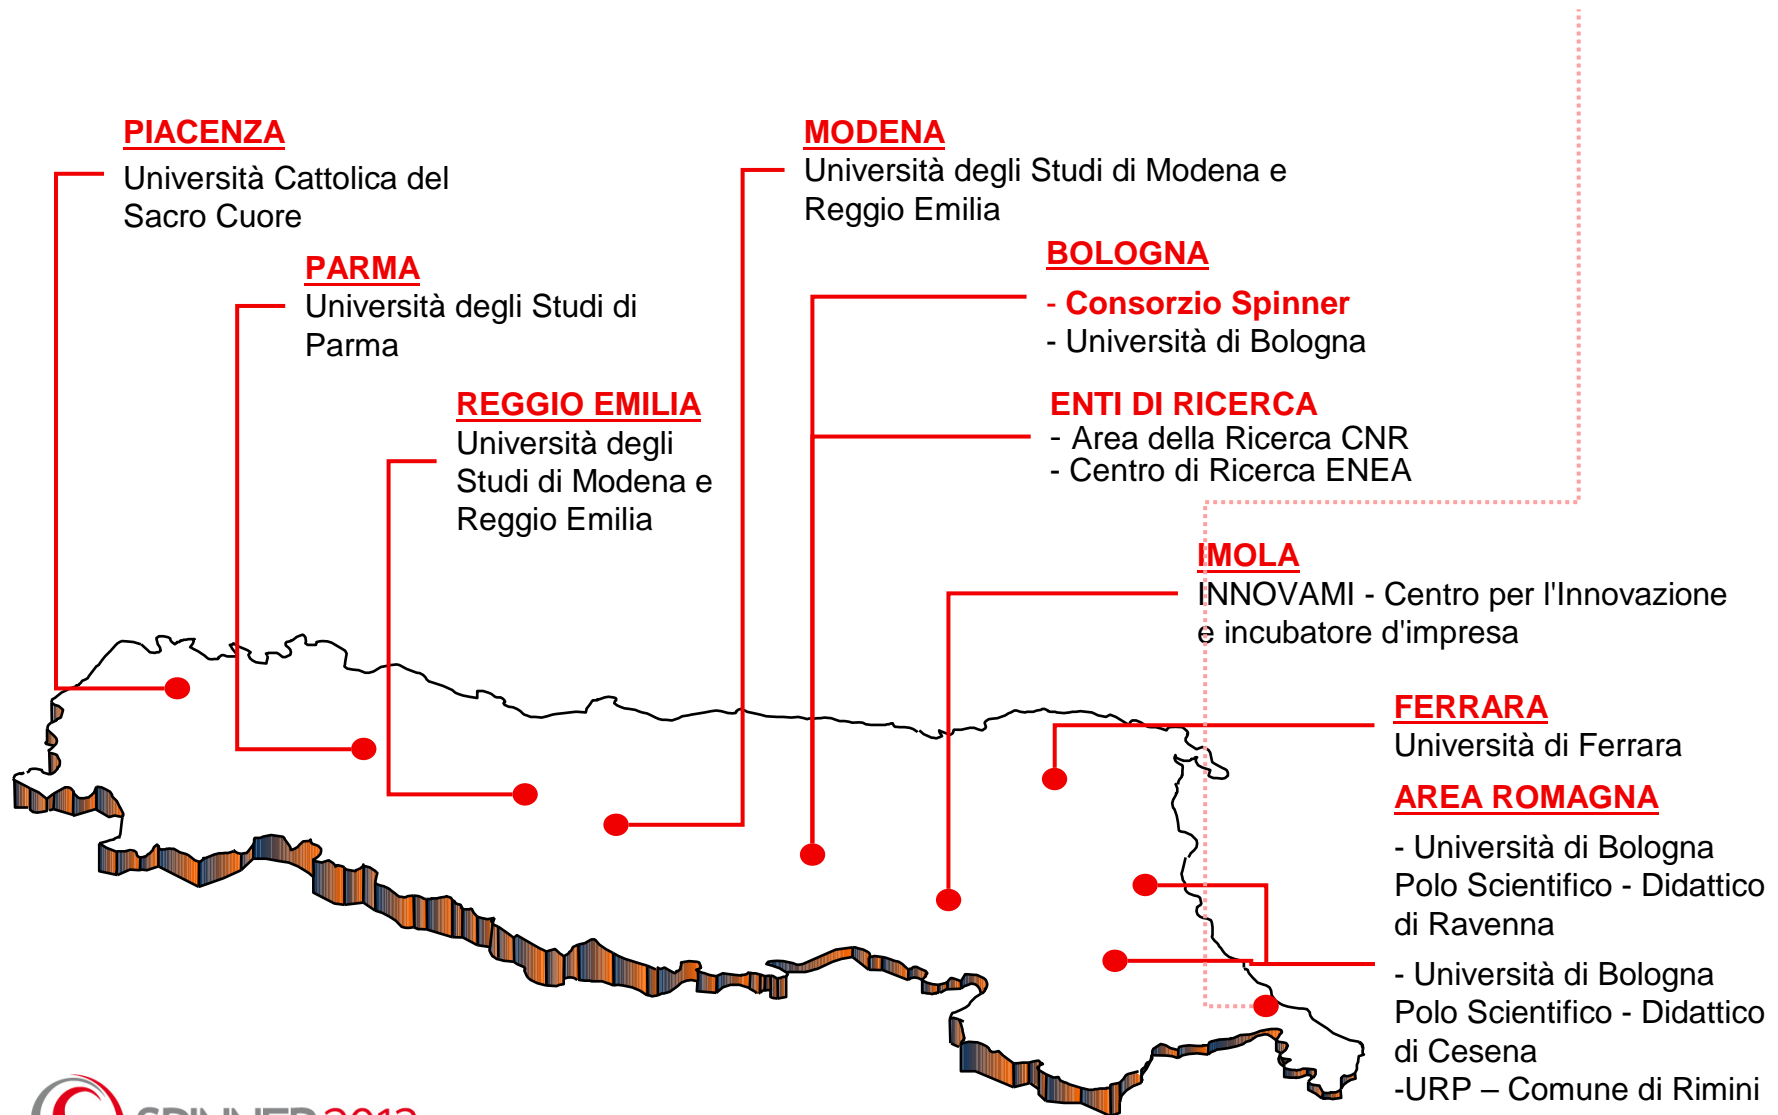 PIACENZA
Università Cattolica del
Sacro Cuore
MODENA
Università degli Studi di Modena e
Reggio Emilia
PARMA
Università degli Studi di
Parma
BOLOGNA
- Consorzio Spinner
- Università di Bologna
REGGIO EMILIA
Università degli
Studi di Modena e
Reggio Emilia
ENTI DI RICERCA
- Area della Ricerca CNR
- Centro di Ricerca ENEA
IMOLA
INNOVAMI - Centro per l'Innovazione
e incubatore d'impresa
FERRARA
Università di Ferrara
AREA ROMAGNA
- Università di Bologna
Polo Scientifico - Didattico
di Ravenna
- Università di Bologna
Polo Scientifico - Didattico
di Cesena
-URP – Comune di Rimini
SPINNER 2013